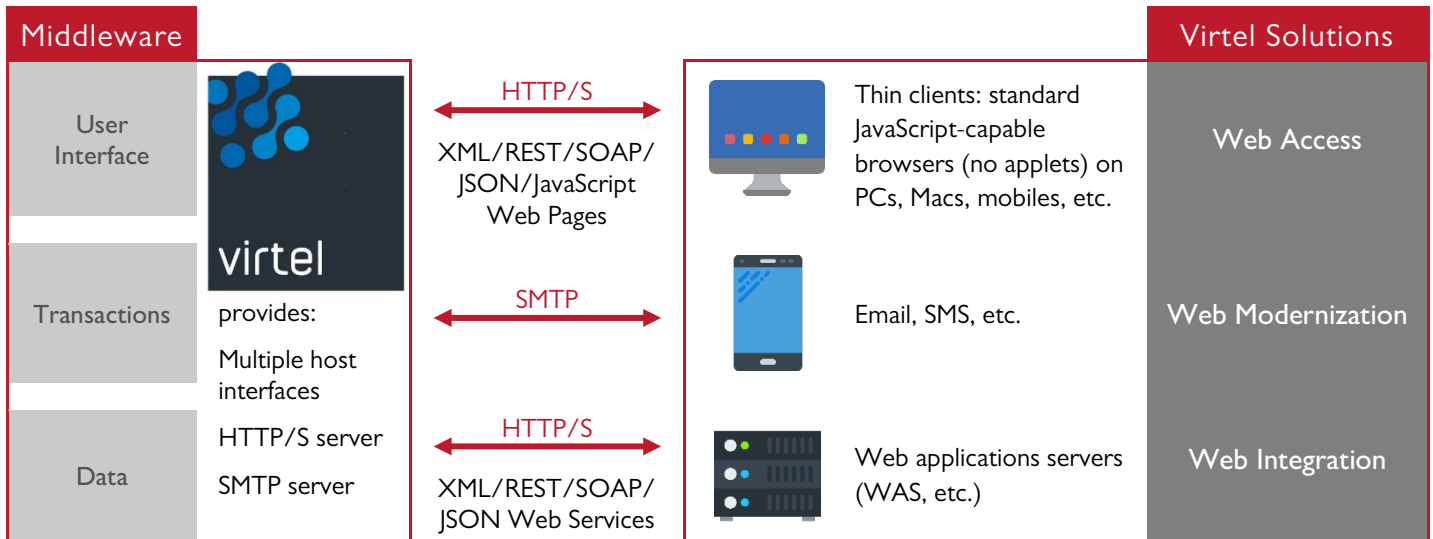 Middleware
Virtel Solutions
User
Interface
Transactions
Data
virtel
provides:
Multiple host
interfaces
HTTP/S server
SMTP server
HTTP/S
XML/REST/SOAP/
JSON/JavaScript
Web Pages
SMTP
HTTP/S
XML/REST/SOAP/
JSON Web Services
Thin clients: standard
JavaScript-capable
browsers (no applets) on
PCs, Macs, mobiles, etc.
Email, SMS, etc.
Web applications servers
(WAS, etc.)
Web Access
Web Modernization
Web Integration